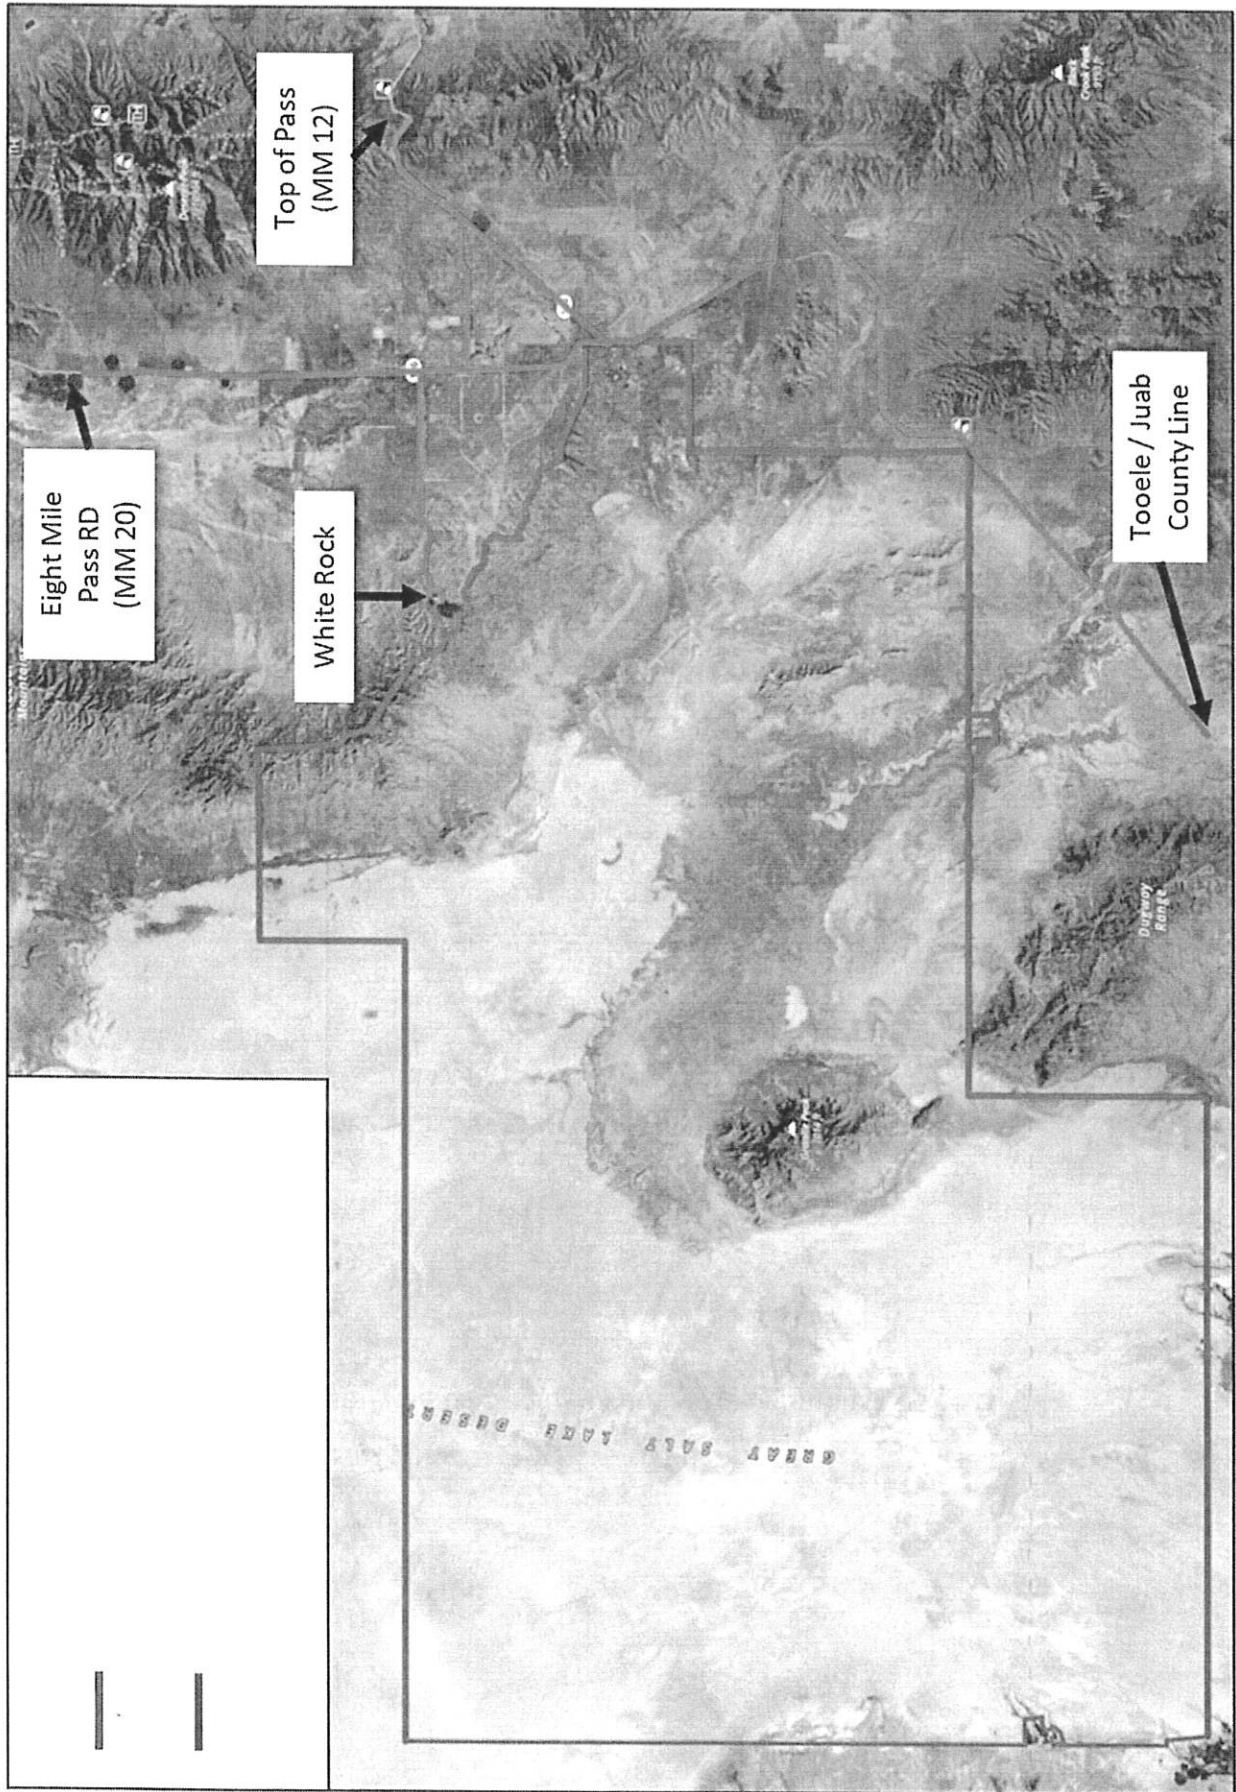 Top of Pass
(MM 12)
Eight Mile
Pass RD
(MM 20)
White Rock
Tooele / Juab
County Line
Dugway
Range
GREAT SALT LAKE DESERT
Mountains